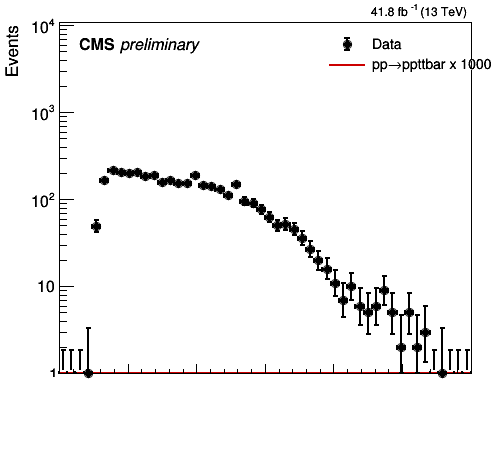 41.8 fb⁻¹ (13 TeV)
Events
CMS preliminary
Data
pp→ppttbar x 1000
10⁴
10³
10²
10
1